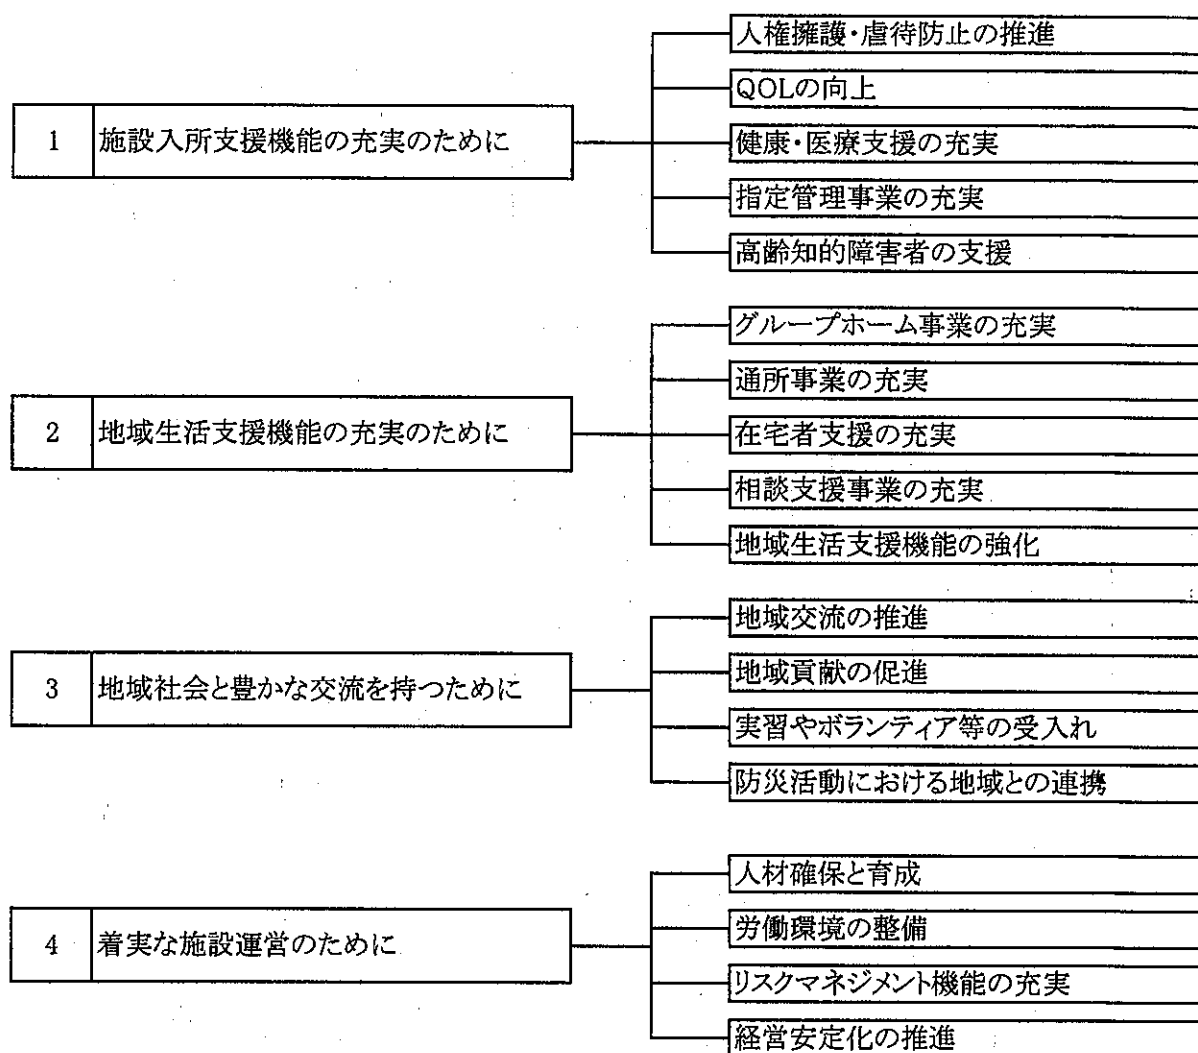 1 施設入所支援機能の充実のために
人権擁護・虐待防止の推進
QOLの向上
健康・医療支援の充実
指定管理事業の充実
高齢知的障害者の支援
2 地域生活支援機能の充実のために
グループホーム事業の充実
通所事業の充実
在宅者支援の充実
相談支援事業の充実
地域生活支援機能の強化
3 地域社会と豊かな交流を持つために
地域交流の推進
地域貢献の促進
実習やボランティア等の受入れ
防災活動における地域との連携
4 着実な施設運営のために
人材確保と育成
労働環境の整備
リスクマネジメント機能の充実
経営安定化の推進